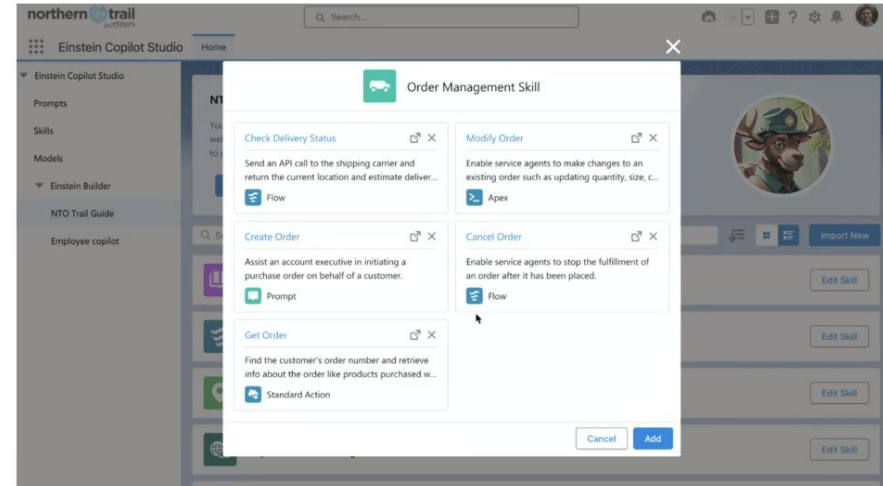 northern trail
outfitters
Search...
Einstein Copilot Studio
Home
Einstein Copilot Studio
Prompts
Skills
Models
Einstein Builder
NTO Trail Guide
Employee copilot
Order Management Skill
Check Delivery Status
Send an API call to the shipping carrier and
return the current location and estimate deliver...
Flow
Modify Order
Enable service agents to make changes to an
existing order such as updating quantity, size, c...
Apex
Create Order
Assist an account executive in initiating a
purchase order on behalf of a customer.
Prompt
Cancel Order
Enable service agents to stop the fulfillment of
an order after it has been placed.
Flow
Get Order
Find the customer's order number and retrieve
info about the order like products purchased w...
Standard Action
Cancel
Add
Import New
Edit Skill
Edit Skill
Edit Skill
Edit Skill